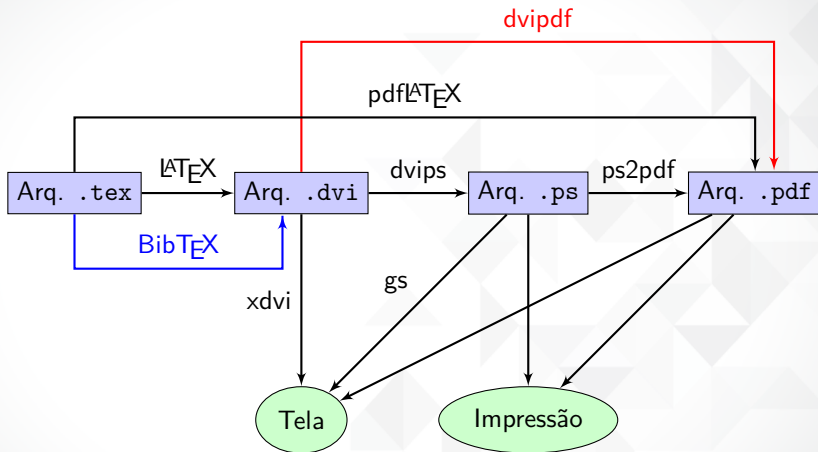 dvipdf
pdfLATEX
LATEX
dvips
ps2pdf
Arq. .tex
Arq. .dvi
Arq. .ps
Arq. .pdf
BibTEX
xdvi
gs
Tela
Impressão